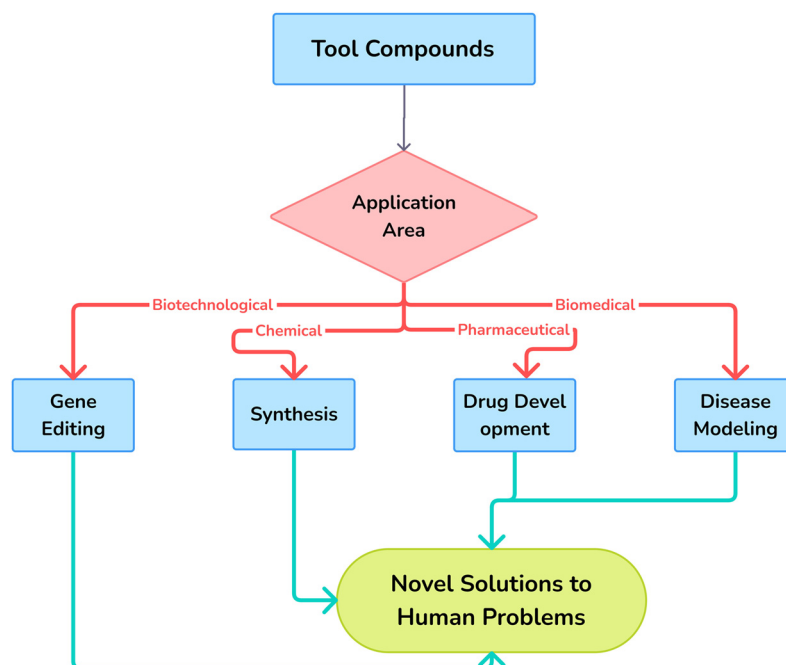 Tool Compounds
Application
Area
Biotechnological
Biomedical
Chemical
Pharmaceutical
Gene
Editing
Synthesis
Drug Devel
opment
Disease
Modeling
Novel Solutions to
Human Problems